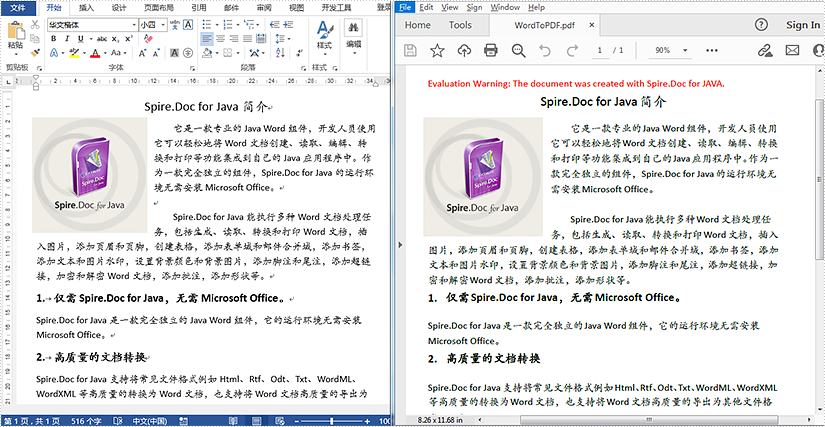 文件
开始
插入
设计
页面布局
引用
邮件
审阅
视图
开发工具
登录
粘贴
华文楷体
小四
样式
编辑
剪贴板
字体
段落
样式
Spire.Doc for Java 简介
它是一款专业的 Java Word 组件，开发人员使用
它可以轻松地将 Word 文档创建、读取、编辑、转
换和打印等功能集成到自己的 Java 应用程序中。作
为一款完全独立的组件，Spire.Doc for Java 的运行环
境无需安装 Microsoft Office。
Spire.Doc for Java
Spire.Doc for Java 能执行多种 Word 文档处理任
务，包括生成、读取、转换和打印 Word 文档，插
入图片，添加页眉和页脚，创建表格，添加表单域和邮件合并域，添加书签，
添加文本和图片水印，设置背景颜色和背景图片，添加脚注和尾注，添加超链
接，加密和解密 Word 文档，添加批注，添加形状等。
1. 仅需 Spire.Doc for Java，无需 Microsoft Office。
Spire.Doc for Java 是一款完全独立的 Java Word 组件，它的运行环境无需安装
Microsoft Office。
2. 高质量的文档转换
Spire.Doc for Java 支持将常见文件格式例如 Html、Rtf、Odt、Txt、WordML、
WordXML 等高质量的转换为 Word 文档，也支持将 Word 文档高质量的导出为
第 1 页，共 1 页
516 个字
中文(中国)
File Edit View Sign Window Help
Home
Tools
WordToPDF.pdf
×
Sign In
1 / 1
90%
Evaluation Warning: The document was created with Spire.Doc for JAVA.
Spire.Doc for Java 简介
它是一款专业的 Java Word 组件，开发人员使用
它可以轻松地将 Word 文档创建、读取、编辑、转换
和打印等功能集成到自己的 Java 应用程序中。作为一
款完全独立的组件，Spire.Doc for Java 的运行环境无
需安装 Microsoft Office。
Spire.Doc for Java
Spire.Doc for Java 能执行多种 Word 文档处理任
务，包括生成、读取、转换和打印 Word 文档，插入
图片，添加页眉和页脚，创建表格，添加表单域和邮件合并域，添加书签，添加
文本和图片水印，设置背景颜色和背景图片，添加脚注和尾注，添加超链接，加
密和解密 Word 文档，添加批注，添加形状等。
1. 仅需 Spire.Doc for Java，无需 Microsoft Office。
Spire.Doc for Java 是一款完全独立的 Java Word 组件，它的运行环境无需安装
Microsoft Office。
2. 高质量的文档转换
Spire.Doc for Java 支持将常见文件格式例如 Html、Rtf、Odt、Txt、WordML、WordXML
等高质量的转换为 Word 文档，也支持将 Word 文档高质量的导出为其他文件格
8.26 x 11.68 in